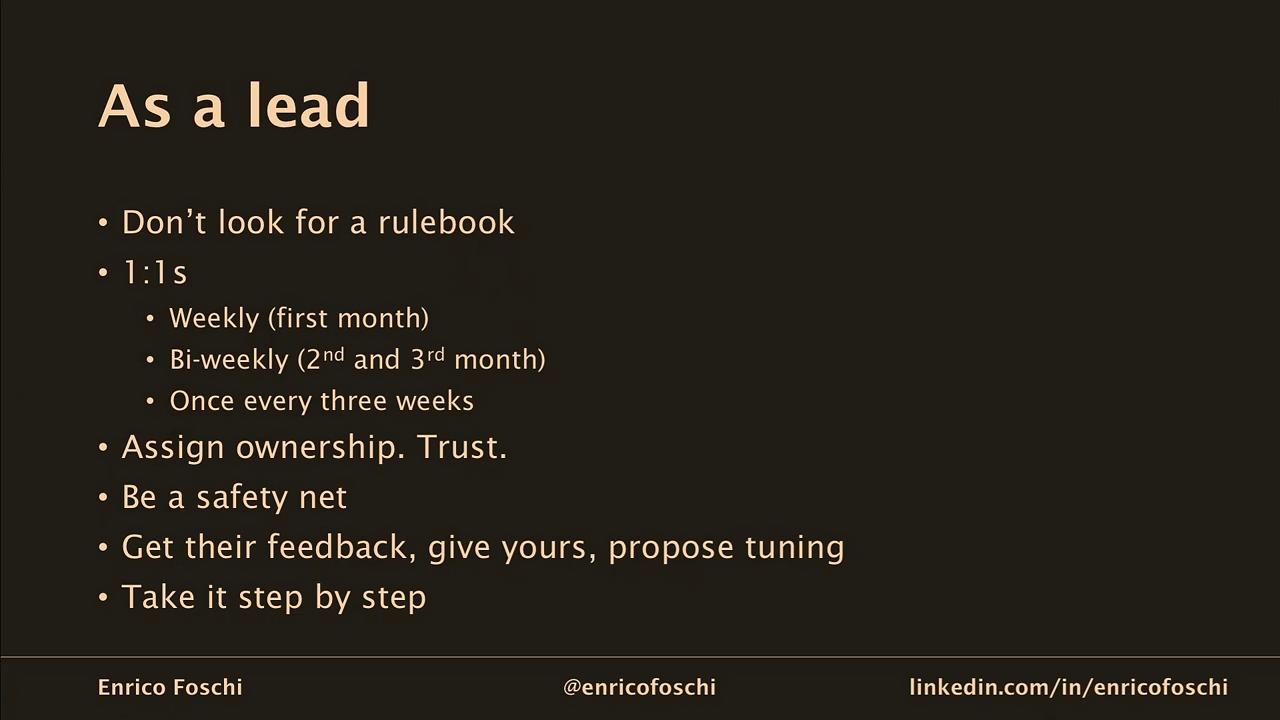 As a lead
• Don’t look for a rulebook
• 1:1s
• Weekly (first month)
• Bi-weekly (2nd and 3rd month)
• Once every three weeks
• Assign ownership. Trust.
• Be a safety net
• Get their feedback, give yours, propose tuning
• Take it step by step
Enrico Foschi @enricofoschi linkedin.com/in/enricofoschi